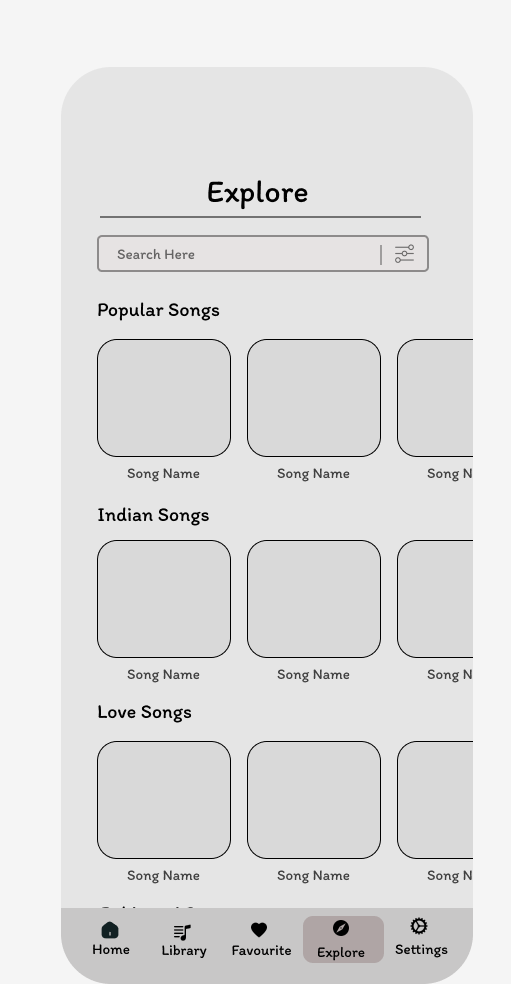 Explore
Search Here
Popular Songs
Song Name Song Name Song N
Indian Songs
Song Name Song Name Song N
Love Songs
Song Name Song Name Song N
Home Library Favourite Explore Settings